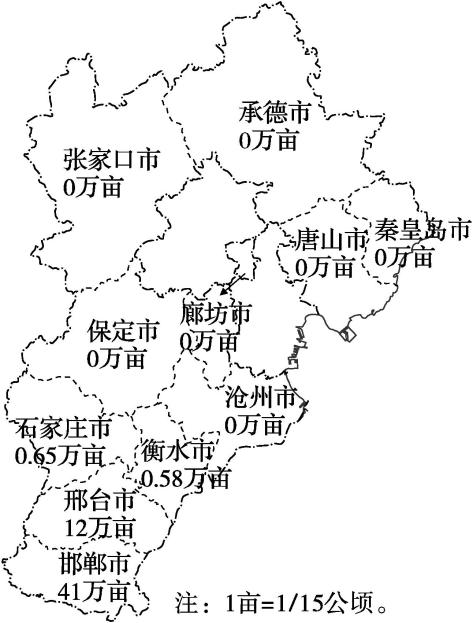 承德市
0万亩
张家口市
0万亩
秦皇岛市
0万亩
唐山市
0万亩
廊坊市
0万亩
保定市
0万亩
沧州市
0万亩
石家庄市
0.65万亩
衡水市
0.58万亩
邢台市
12万亩
邯郸市
41万亩
注：1亩=1/15公顷。